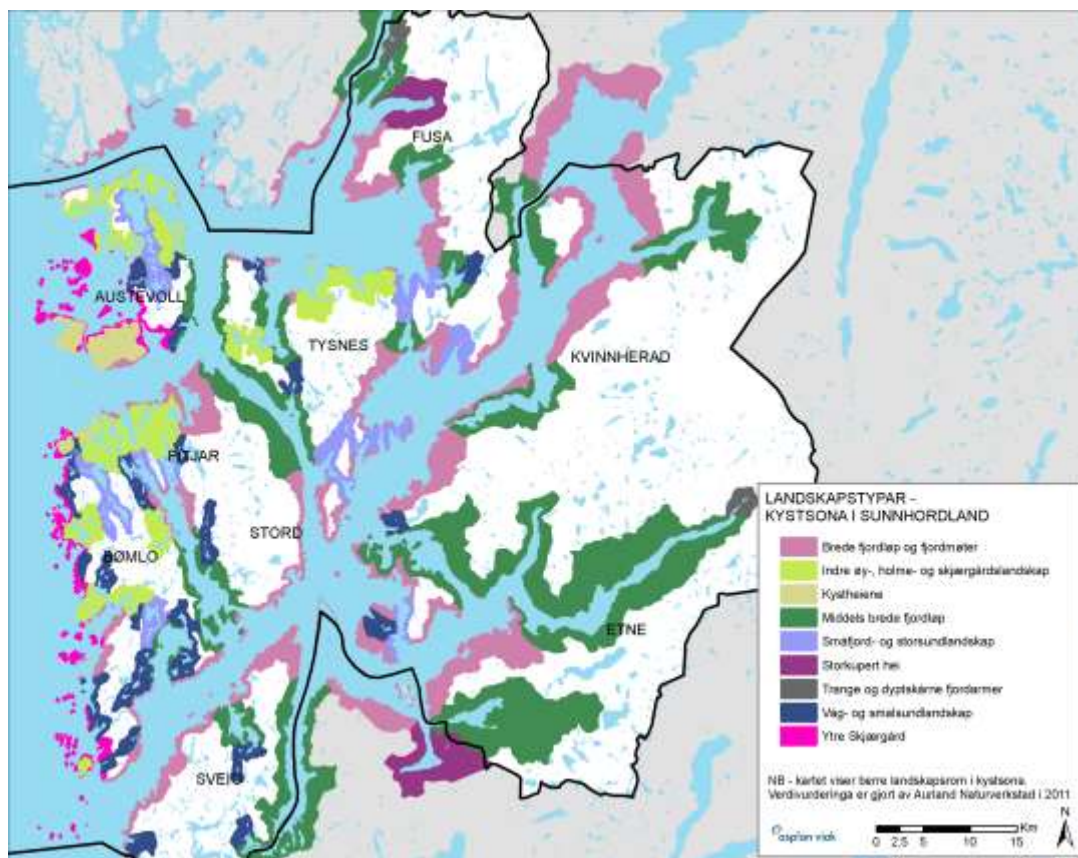 FUSA
AUSTEVOLL
TYSNES
KVINNHERAD
FITJAR
STORD
BØMLO
ETNE
SVEIO
LANDSKAPSTYPAR -
KYSTSONA I SUNNHORDLAND
Brede fjordløp og fjordmøter
Indre øy-, holme- og skjærgårdslandskap
Kystheiene
Middels brede fjordløp
Småfjord- og storsundlandskap
Storkupert hei
Trange og dyptskårne fjordarmer
Våg- og smalsundlandskap
Ytre Skjærgård
NB - kartet viser berre landskapsrom i kystsona.
Verdivurderinga er gjort av Aurland Naturverkstad i 2011
N
asplan viak
Km
0 2.5 5 10 15